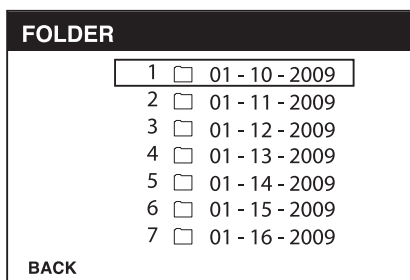 FOLDER
1 01 - 10 - 2009
2 01 - 11 - 2009
3 01 - 12 - 2009
4 01 - 13 - 2009
5 01 - 14 - 2009
6 01 - 15 - 2009
7 01 - 16 - 2009
BACK